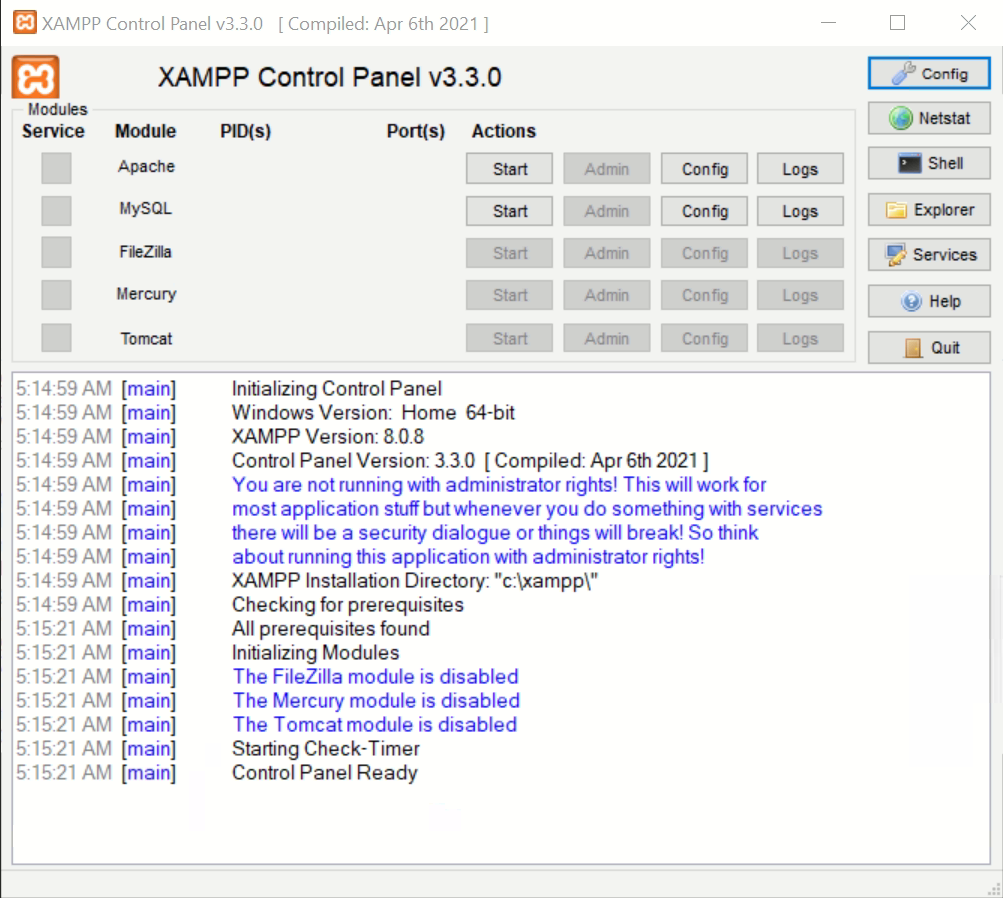 XAMPP Control Panel v3.3.0 [ Compiled: Apr 6th 2021 ]
XAMPP Control Panel v3.3.0
Config
Modules
Service Module PID(s) Port(s) Actions
Netstat
Apache Start Admin Config Logs
Shell
MySQL Start Admin Config Logs
Explorer
FileZilla Start Admin Config Logs
Services
Mercury Start Admin Config Logs
Help
Tomcat Start Admin Config Logs
Quit
5:14:59 AM [main] Initializing Control Panel
5:14:59 AM [main] Windows Version: Home 64-bit
5:14:59 AM [main] XAMPP Version: 8.0.8
5:14:59 AM [main] Control Panel Version: 3.3.0 [ Compiled: Apr 6th 2021 ]
5:14:59 AM [main] You are not running with administrator rights! This will work for
5:14:59 AM [main] most application stuff but whenever you do something with services
5:14:59 AM [main] there will be a security dialogue or things will break! So think
5:14:59 AM [main] about running this application with administrator rights!
5:14:59 AM [main] XAMPP Installation Directory: "c:\xampp\"
5:14:59 AM [main] Checking for prerequisites
5:15:21 AM [main] All prerequisites found
5:15:21 AM [main] Initializing Modules
5:15:21 AM [main] The FileZilla module is disabled
5:15:21 AM [main] The Mercury module is disabled
5:15:21 AM [main] The Tomcat module is disabled
5:15:21 AM [main] Starting Check-Timer
5:15:21 AM [main] Control Panel Ready